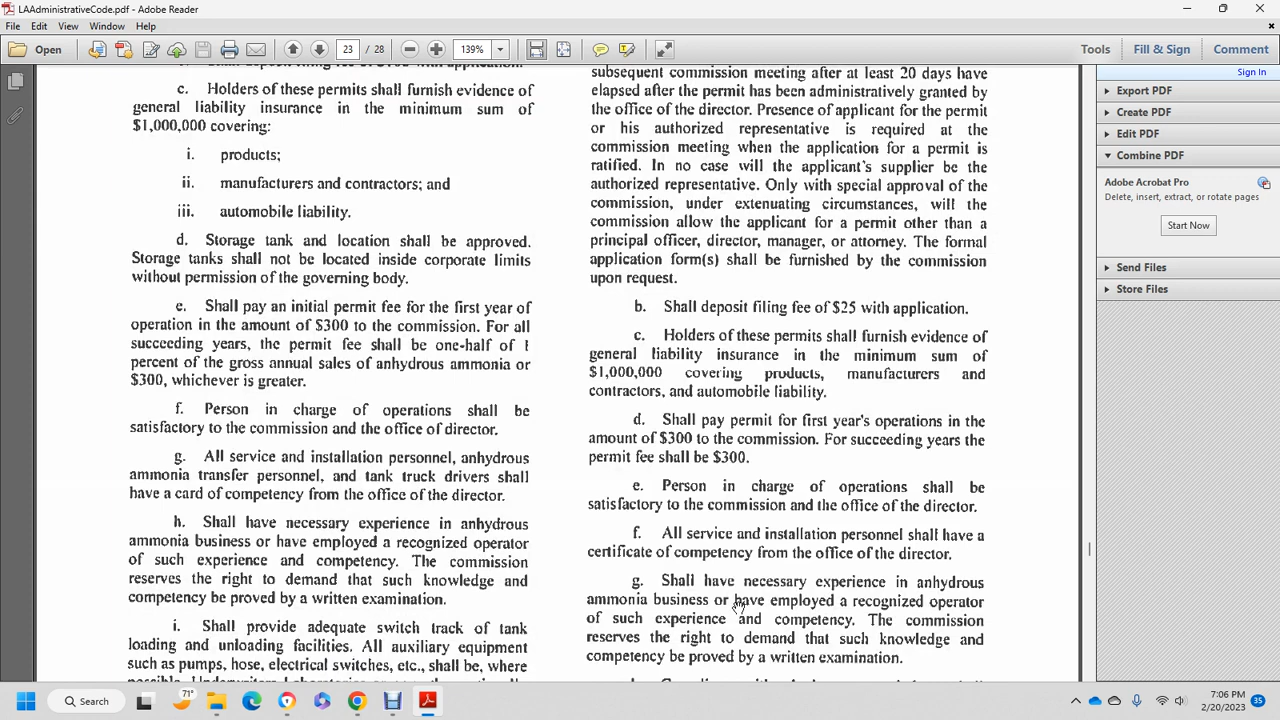 LAAdministrativeCode.pdf - Adobe Reader
File Edit View Window Help
Open 23 / 28 139% Tools Fill & Sign Comment
c. Holders of these permits shall furnish evidence of
general liability insurance in the minimum sum of
$1,000,000 covering:
i. products;
ii. manufacturers and contractors; and
iii. automobile liability.
d. Storage tank and location shall be approved.
Storage tanks shall not be located inside corporate limits
without permission of the governing body.
e. Shall pay an initial permit fee for the first year of
operation in the amount of $300 to the commission. For all
succeeding years, the permit fee shall be one-half of 1
percent of the gross annual sales of anhydrous ammonia or
$300, whichever is greater.
f. Person in charge of operations shall be
satisfactory to the commission and the office of director.
g. All service and installation personnel, anhydrous
ammonia transfer personnel, and tank truck drivers shall
have a card of competency from the office of the director.
h. Shall have necessary experience in anhydrous
ammonia business or have employed a recognized operator
of such experience and competency. The commission
reserves the right to demand that such knowledge and
competency be proved by a written examination.
i. Shall provide adequate switch track of tank
loading and unloading facilities. All auxiliary equipment
such as pumps, hose, electrical switches, etc., shall be, where
subsequent commission meeting after at least 20 days have
elapsed after the permit has been administratively granted by
the office of the director. Presence of applicant for the permit
or his authorized representative is required at the
commission meeting when the application for a permit is
ratified. In no case will the applicant's supplier be the
authorized representative. Only with special approval of the
commission, under extenuating circumstances, will the
commission allow the applicant for a permit other than a
principal officer, director, manager, or attorney. The formal
application form(s) shall be furnished by the commission
upon request.
b. Shall deposit filing fee of $25 with application.
c. Holders of these permits shall furnish evidence of
general liability insurance in the minimum sum of
$1,000,000 covering products, manufacturers and
contractors, and automobile liability.
d. Shall pay permit for first year's operations in the
amount of $300 to the commission. For succeeding years the
permit fee shall be $300.
e. Person in charge of operations shall be
satisfactory to the commission and the office of the director.
f. All service and installation personnel shall have a
certificate of competency from the office of the director.
g. Shall have necessary experience in anhydrous
ammonia business or have employed a recognized operator
of such experience and competency. The commission
reserves the right to demand that such knowledge and
competency be proved by a written examination.
Sign In
Export PDF
Create PDF
Edit PDF
Combine PDF
Adobe Acrobat Pro
Delete, insert, extract, or rotate pages
Start Now
Send Files
Store Files
Search
71°
7:06 PM
2/20/2023
35